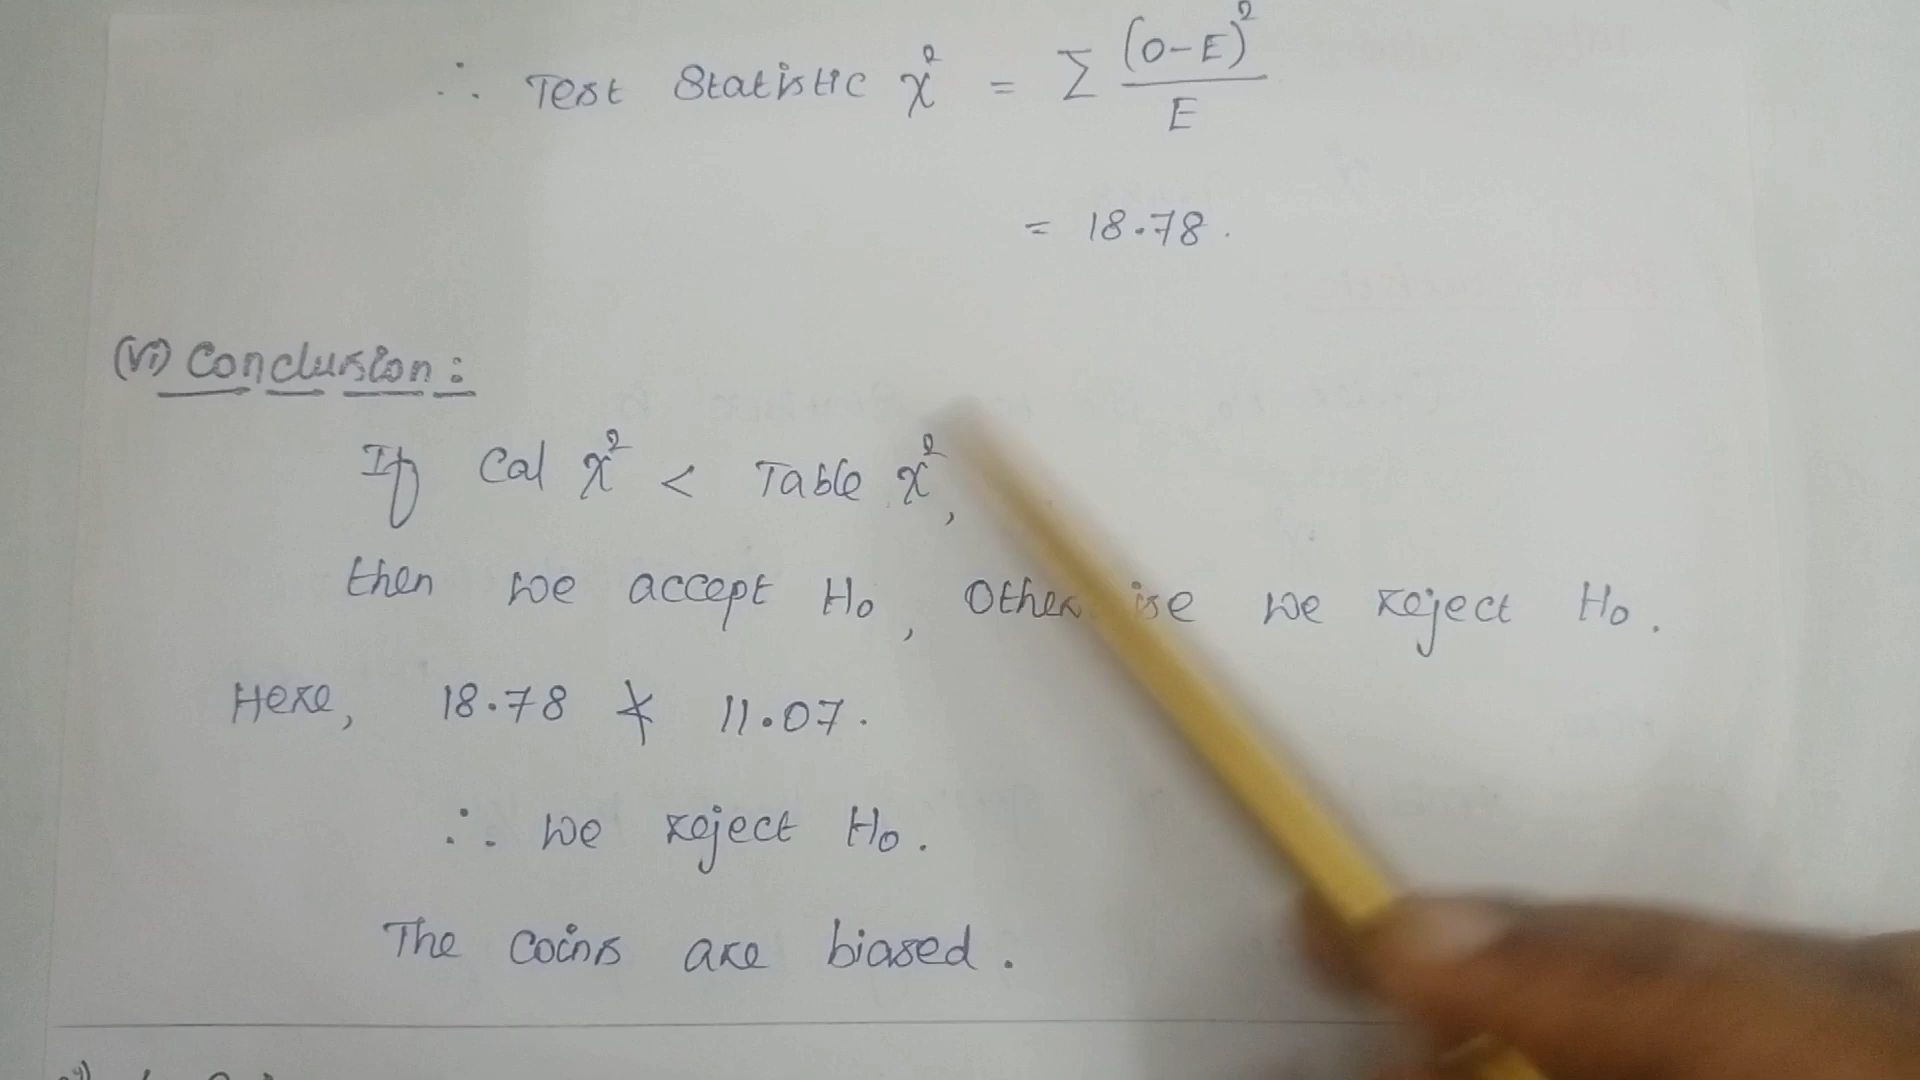 ∴ Test Statistic χ² = Σ (O-E)² / E
= 18.78.
(vi) Conclusion:
If Cal χ² < Table χ²,
then we accept H₀, Otherwise we reject H₀.
Here, 18.78 ≮ 11.07.
∴ we reject H₀.
The coins are biased.